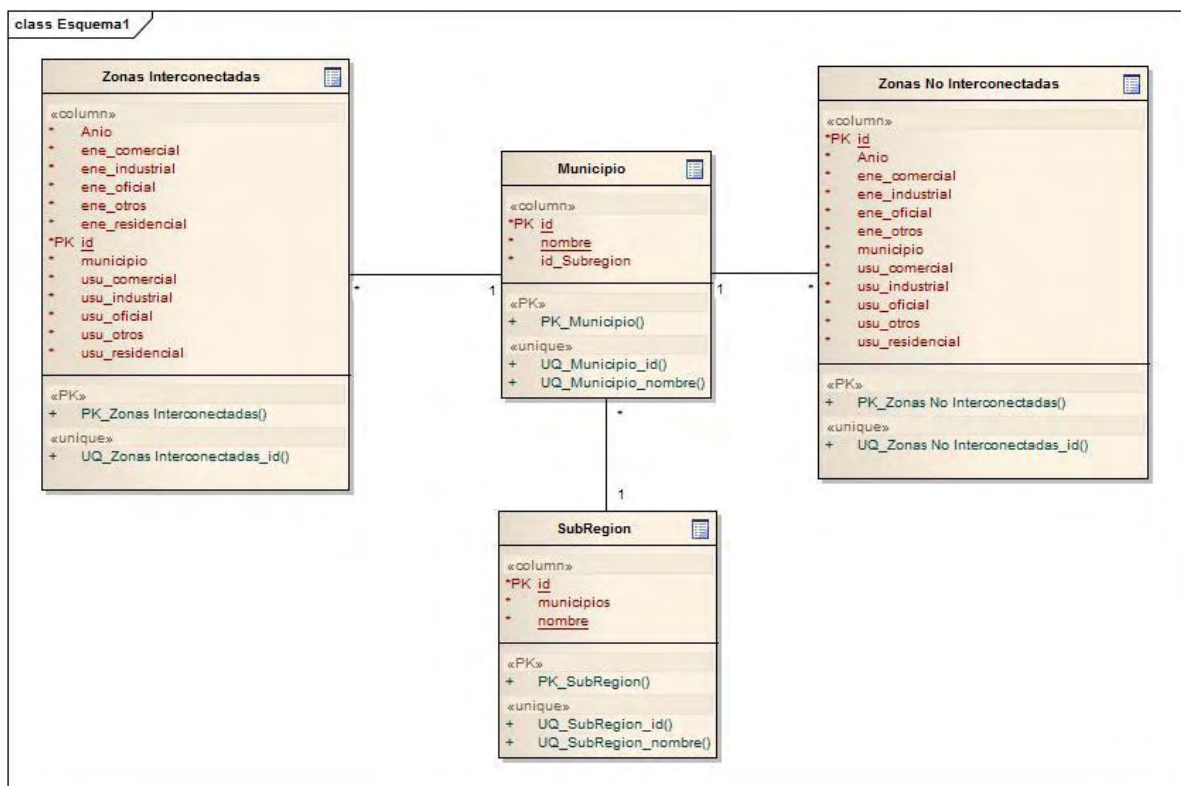 class Esquema1
Zonas Interconectadas
«column»
* Anio
* ene_comercial
* ene_industrial
* ene_oficial
* ene_otros
* ene_residencial
*PK id
* municipio
* usu_comercial
* usu_industrial
* usu_oficial
* usu_otros
* usu_residencial
«PK»
+ PK_Zonas Interconectadas()
«unique»
+ UQ_Zonas Interconectadas_id()
* 1
Municipio
«column»
*PK id
* nombre
* id_Subregion
«PK»
+ PK_Municipio()
«unique»
+ UQ_Municipio_id()
+ UQ_Municipio_nombre()
1 *
Zonas No Interconectadas
«column»
*PK id
* Anio
* ene_comercial
* ene_industrial
* ene_oficial
* ene_otros
* municipio
* usu_comercial
* usu_industrial
* usu_oficial
* usu_otros
* usu_residencial
«PK»
+ PK_Zonas No Interconectadas()
«unique»
+ UQ_Zonas No Interconectadas_id()
*
1
SubRegion
«column»
*PK id
* municipios
* nombre
«PK»
+ PK_SubRegion()
«unique»
+ UQ_SubRegion_id()
+ UQ_SubRegion_nombre()